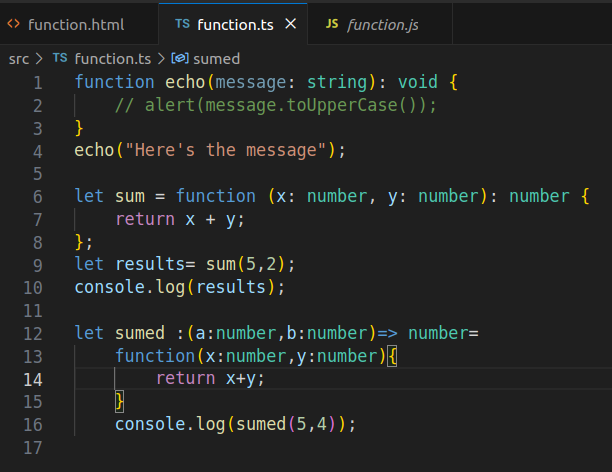 <> function.html TS function.ts × JS function.js
src > TS function.ts > sumed
1 function echo(message: string): void {
2     // alert(message.toUpperCase());
3 }
4 echo("Here's the message");
5
6 let sum = function (x: number, y: number): number {
7     return x + y;
8 };
9 let results= sum(5,2);
10 console.log(results);
11
12 let sumed :(a:number,b:number)=> number=
13     function(x:number,y:number){
14         return x+y;
15     }
16     console.log(sumed(5,4));
17